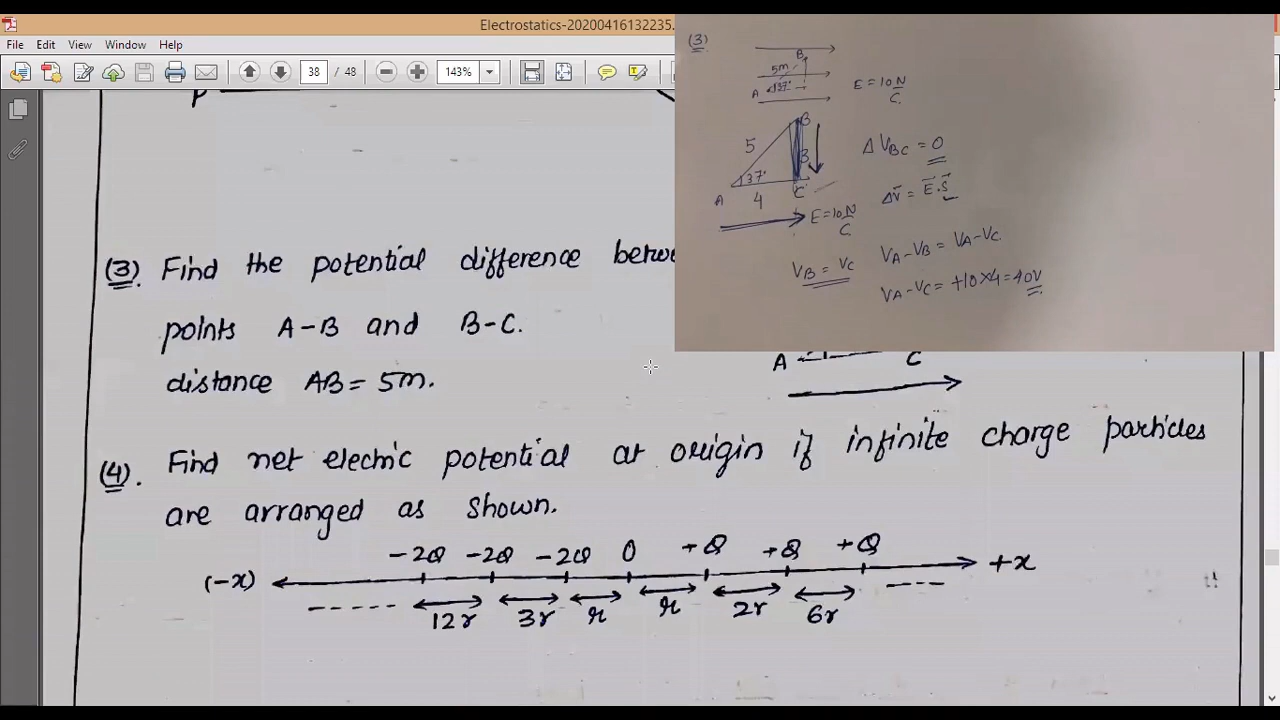 Electrostatics-20200416132235.
File Edit View Window Help
38 / 48
143%
(3)
B
5m
37°
A
E = 10 N/C
5
B
3
37°
A
4
C
E = 10 N/C
Δ V_BC = 0
ΔV = E⃗.S⃗
V_B = V_C
V_A - V_B = V_A - V_C
V_A - V_C = +10×4 = 40V
(3). Find the potential difference
points A-B and B-C.
distance AB = 5m.
A C
(4). Find net electric potential at origin if infinite charge particles
are arranged as shown.
-2Q -2Q -2Q 0 +Q +Q +Q
(-x) +x
12r 3r r r 2r 6r